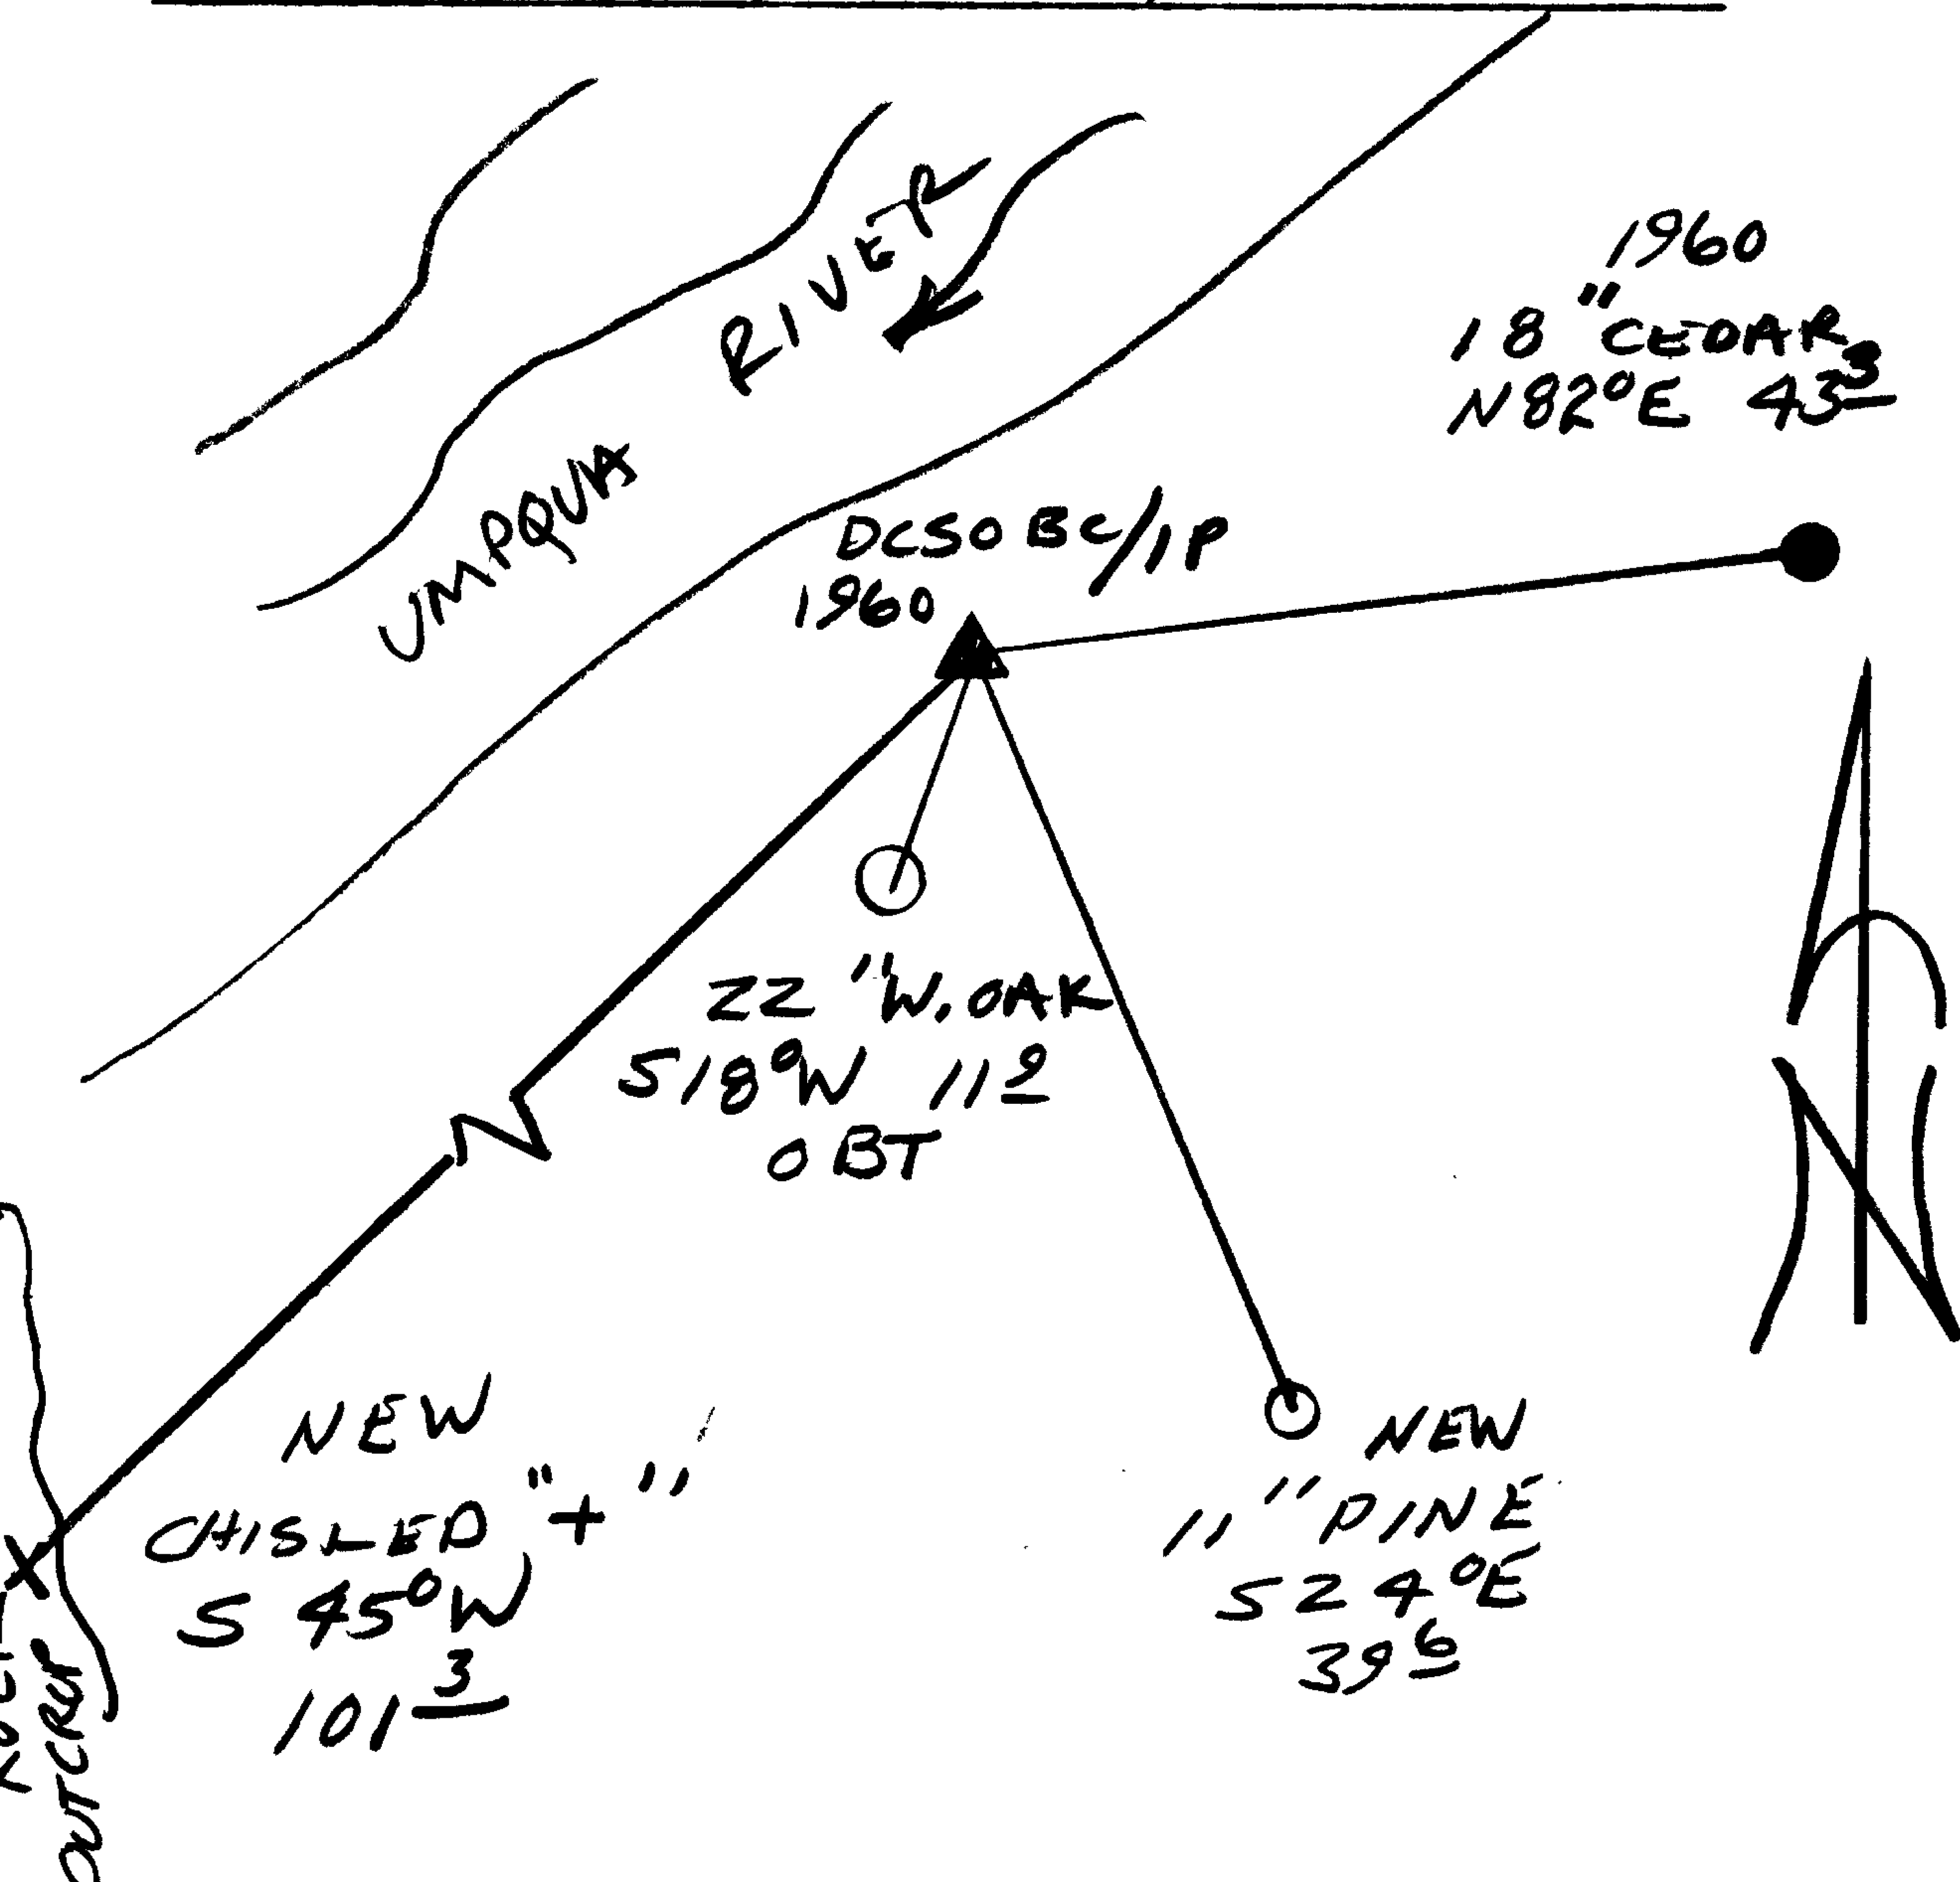 UMPQUA RIVER
1960
18" CEDAR
N82°E 43 3
DCSO BC/IP
1960
22" W. OAK
S18°W 11 9
OBT
NEW
CHISLED "+"
S 45°W
101 3
NEW
11" PINE
S24°E
39 6
N
OUTCROP